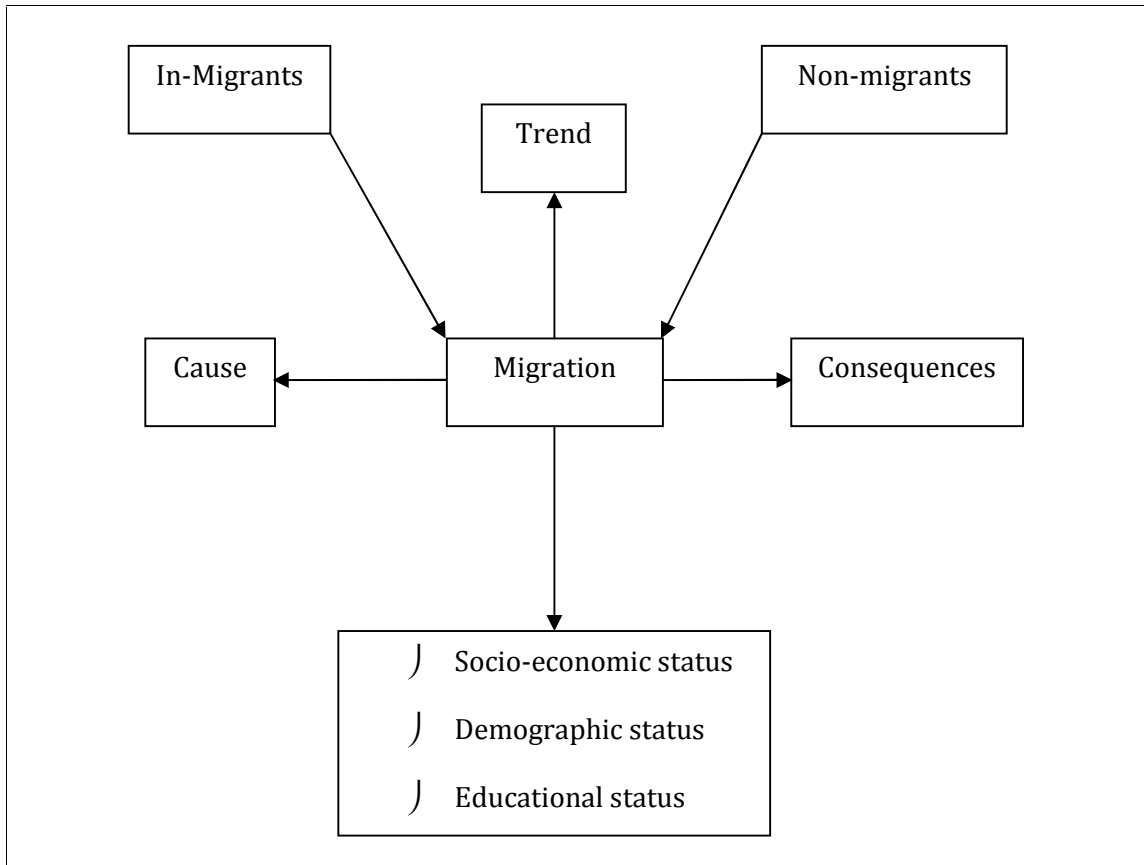 In-Migrants
Non-migrants
Trend
Cause
Migration
Consequences
⌡ Socio-economic status
⌡ Demographic status
⌡ Educational status